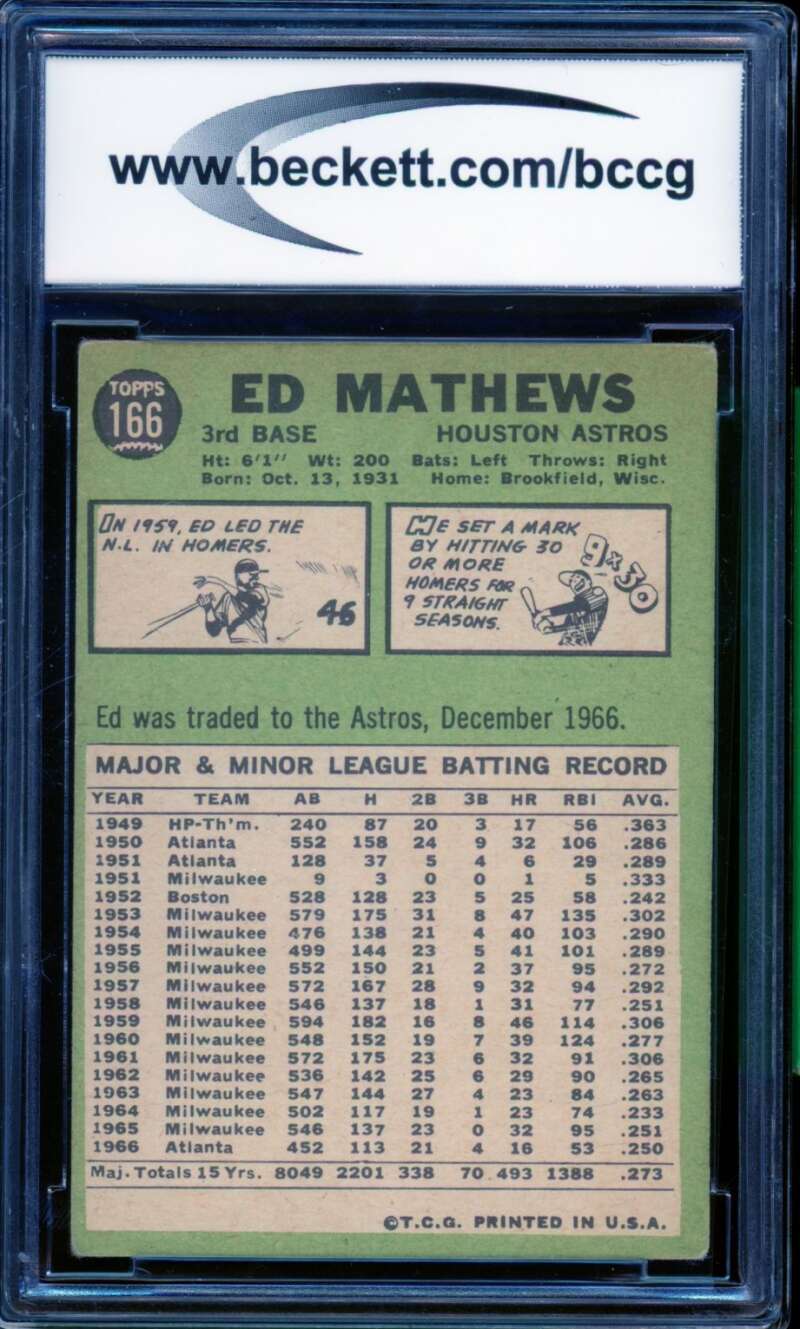 www.beckett.com/bccg
TOPPS
166
ED MATHEWS
3rd BASE HOUSTON ASTROS
Ht: 6'1" Wt: 200 Bats: Left Throws: Right
Born: Oct. 13, 1931 Home: Brookfield, Wisc.
IN 1959, ED LED THE
N.L. IN HOMERS.
46
HE SET A MARK
BY HITTING 30
OR MORE
HOMERS FOR
9 STRAIGHT
SEASONS.
9x30
Ed was traded to the Astros, December 1966.
MAJOR & MINOR LEAGUE BATTING RECORD
YEAR TEAM AB H 2B 3B HR RBI AVG.
1949 HP-Th'm. 240 87 20 3 17 56 .363
1950 Atlanta 552 158 24 9 32 106 .286
1951 Atlanta 128 37 5 4 6 29 .289
1951 Milwaukee 9 3 0 0 1 5 .333
1952 Boston 528 128 23 5 25 58 .242
1953 Milwaukee 579 175 31 8 47 135 .302
1954 Milwaukee 476 138 21 4 40 103 .290
1955 Milwaukee 499 144 23 5 41 101 .289
1956 Milwaukee 552 150 21 2 37 95 .272
1957 Milwaukee 572 167 28 9 32 94 .292
1958 Milwaukee 546 137 18 1 31 77 .251
1959 Milwaukee 594 182 16 8 46 114 .306
1960 Milwaukee 548 152 19 7 39 124 .277
1961 Milwaukee 572 175 23 6 32 91 .306
1962 Milwaukee 536 142 25 6 29 90 .265
1963 Milwaukee 547 144 27 4 23 84 .263
1964 Milwaukee 502 117 19 1 23 74 .233
1965 Milwaukee 546 137 23 0 32 95 .251
1966 Atlanta 452 113 21 4 16 53 .250
Maj. Totals 15 Yrs. 8049 2201 338 70 493 1388 .273
©T.C.G. PRINTED IN U.S.A.